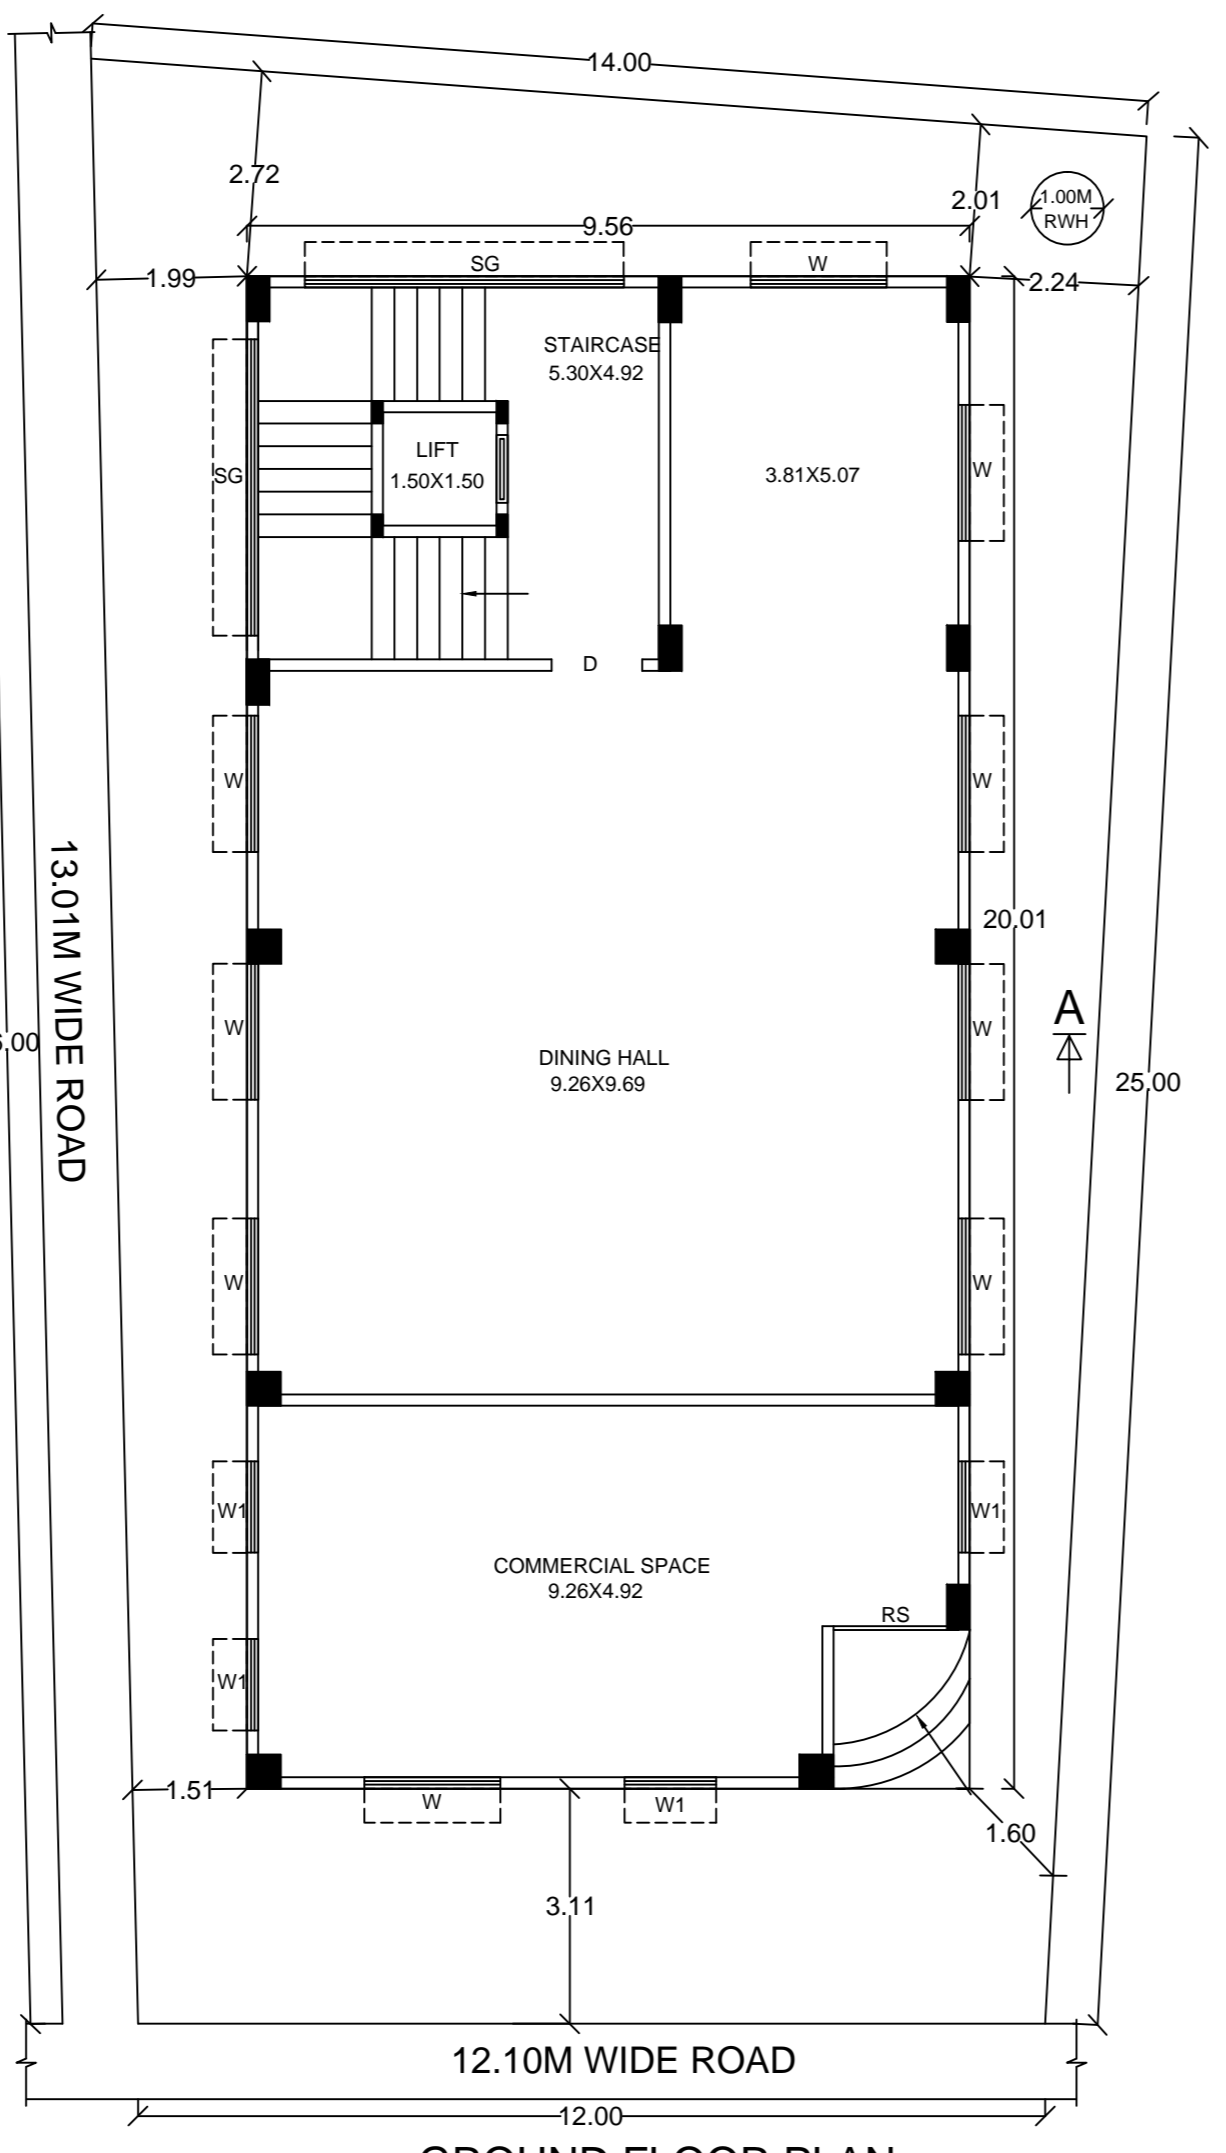 14.00
2.72
2.01
1.00M
RWH
9.56
1.99
SG
W
2.24
STAIRCASE
5.30X4.92
LIFT
1.50X1.50
SG
3.81X5.07
W
D
W
W
13.01M WIDE ROAD
20.01
A
W
W
DINING HALL
9.26X9.69
25.00
W
W
W1
W1
COMMERCIAL SPACE
9.26X4.92
RS
W1
1.51
W
W1
1.60
3.11
12.10M WIDE ROAD
12.00